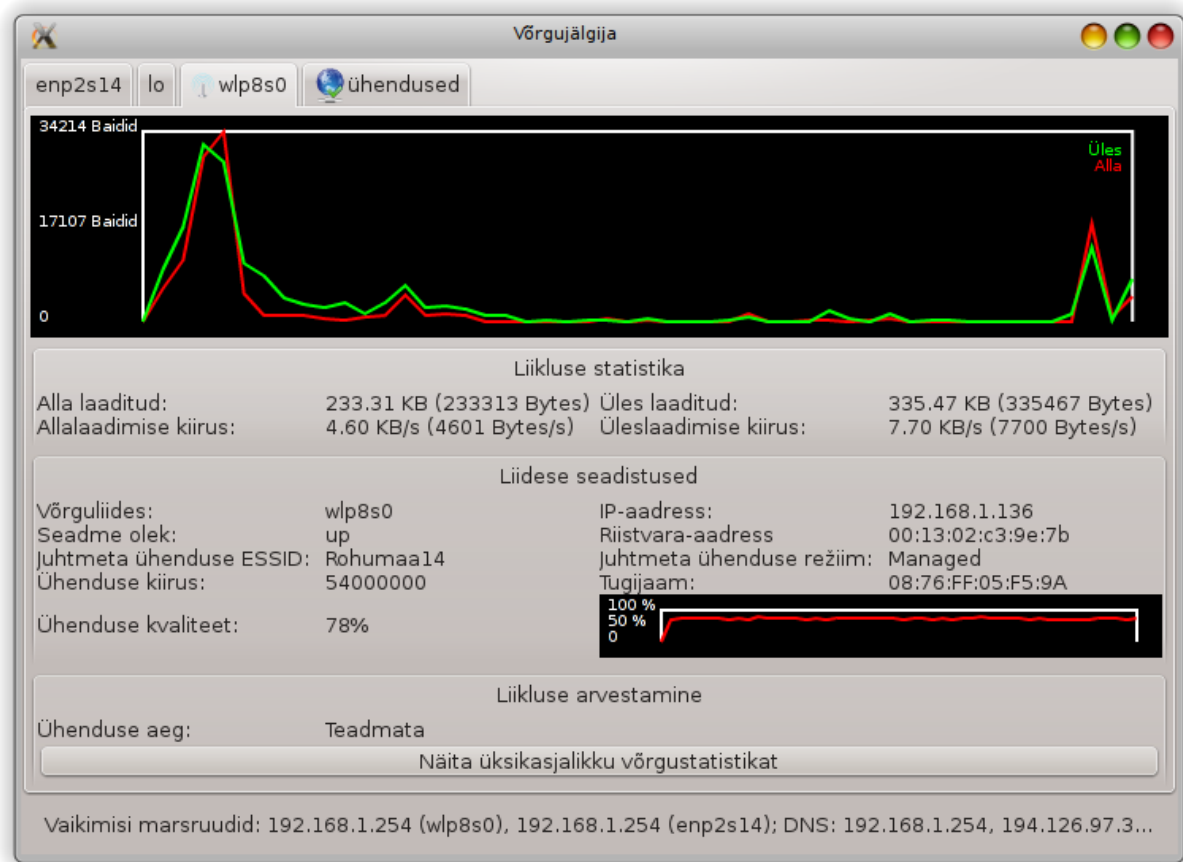 Võrgujälgija
enp2s14 lo wlp8s0 ühendused
34214 Baidid
Üles
Alla
17107 Baidid
0
Liikluse statistika
Alla laaditud: 233.31 KB (233313 Bytes) Üles laaditud: 335.47 KB (335467 Bytes)
Allalaadimise kiirus: 4.60 KB/s (4601 Bytes/s) Üleslaadimise kiirus: 7.70 KB/s (7700 Bytes/s)
Liidese seadistused
Võrguliides: wlp8s0 IP-aadress: 192.168.1.136
Seadme olek: up Riistvara-aadress 00:13:02:c3:9e:7b
Juhtmeta ühenduse ESSID: Rohumaa14 Juhtmeta ühenduse režiim: Managed
Ühenduse kiirus: 54000000 Tugijaam: 08:76:FF:05:F5:9A
100 %
50 %
0
Ühenduse kvaliteet: 78%
Liikluse arvestamine
Ühenduse aeg: Teadmata
Näita üksikasjalikku võrgustatistikat
Vaikimisi marsruudid: 192.168.1.254 (wlp8s0), 192.168.1.254 (enp2s14); DNS: 192.168.1.254, 194.126.97.3...